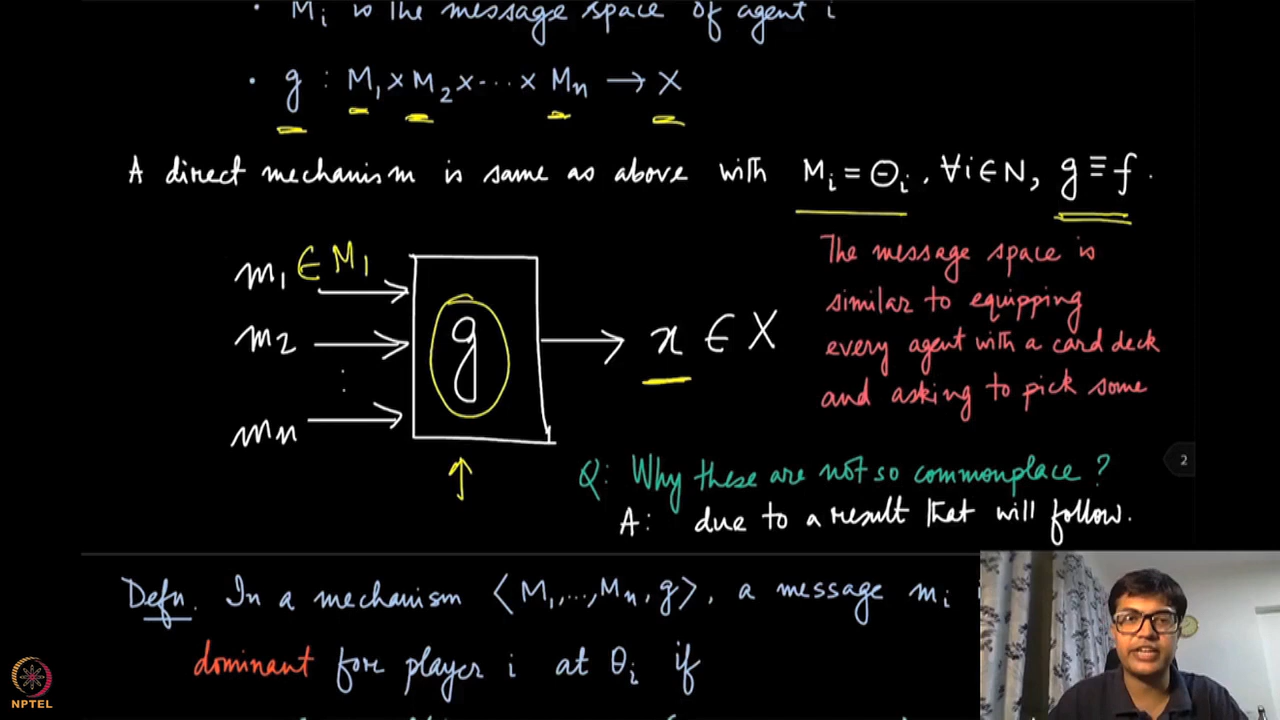 • Mi is the message space of agent i
• g : M1 × M2 × ··· × Mn → X
A direct mechanism is same as above with Mi = Θi, ∀i ∈ N, g ≡ f.
m1 ∈ M1
m2
⋮
mn
g
x ∈ X
The message space is
similar to equipping
every agent with a card deck
and asking to pick some
2
Q: Why these are not so commonplace?
A: due to a result that will follow.
Defn. In a mechanism ⟨M1,...,Mn, g⟩, a message mi
dominant for player i at θi if
NPTEL